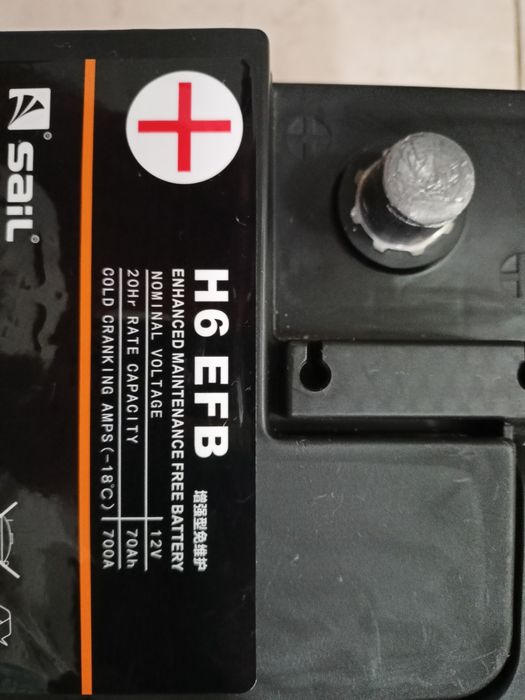 sail
H6 EFB 增强型免维护
ENHANCED MAINTENANCE FREE BATTERY
NOMINAL VOLTAGE 12V
20Hr RATE CAPACITY 70Ah
COLD CRANKING AMPS(-18℃) 700A